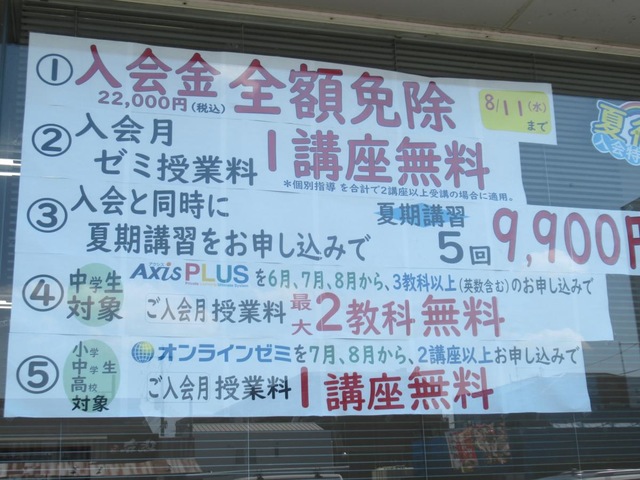 ① 入会金 全額免除
22,000円(税込)
8/11(水)
まで
② 入会月
ゼミ授業料 1講座無料
*個別指導を合計で2講座以上受講の場合に適用。
③ 入会と同時に 夏期講習
夏期講習をお申し込みで 5回 9,900円
④ 中学生 対象 AxisPLUS を6月、7月、8月から、3教科以上(英数含む)のお申し込みで
ご入会月 授業料 最大2教科無料
⑤ 小学 中学生 高校 対象 オンラインゼミを7月、8月から、2講座以上お申し込みで
ご入会月 授業料 1講座無料